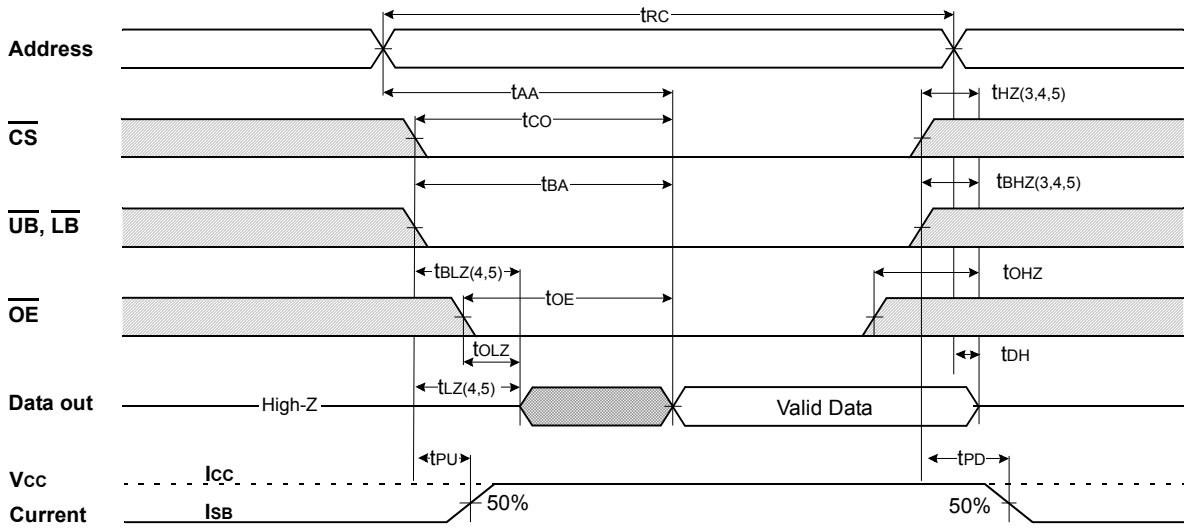 tRC
Address
tAA
tHZ(3,4,5)
CS
tCO
tBA
tBHZ(3,4,5)
UB, LB
tBLZ(4,5)
tOHZ
OE
tOE
tOLZ
tDH
tLZ(4,5)
Data out
High-Z
Valid Data
tPU
tPD
VCC
ICC
50%
50%
Current
ISB